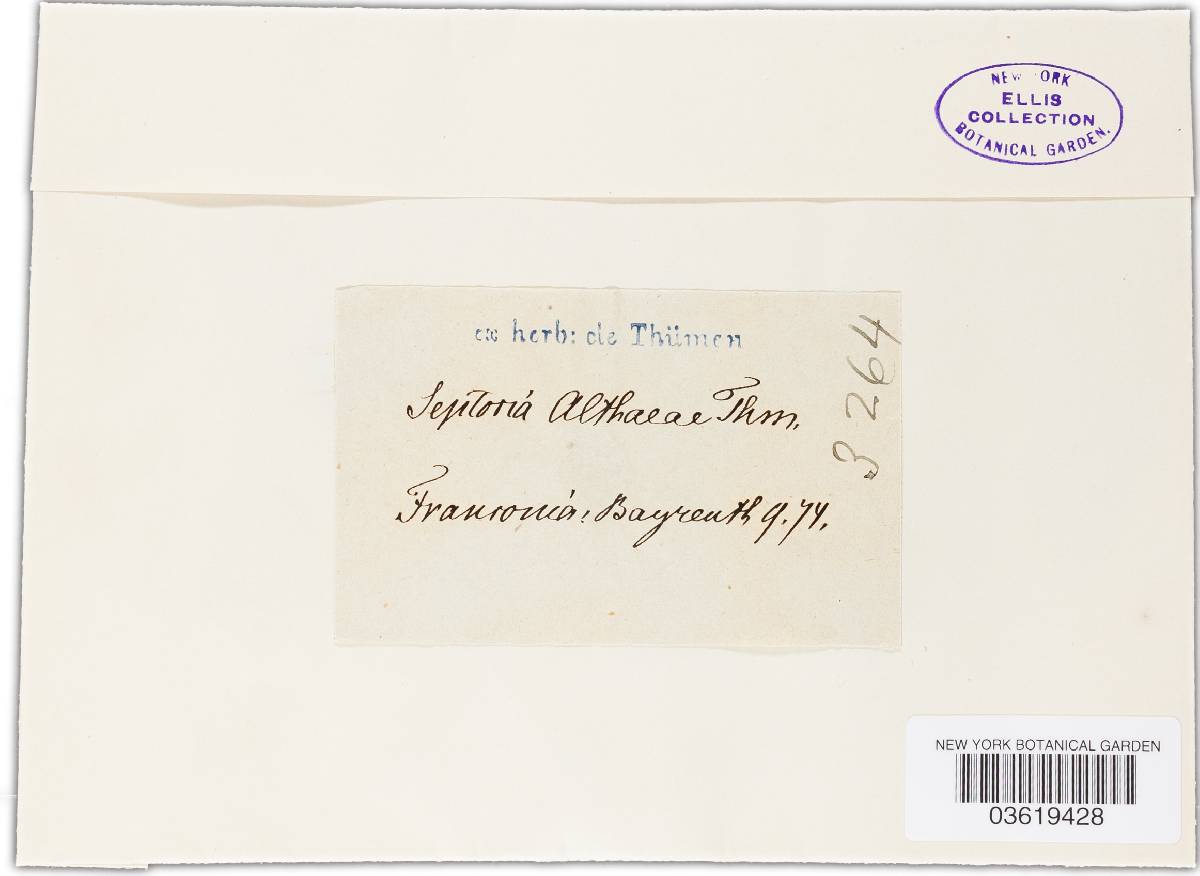 NEW YORK
ELLIS
COLLECTION
BOTANICAL GARDEN.
ex herb: de Thümen
Septoria Althaeae Thm.
Franconia: Bayreuth 9.74.
3264
NEW YORK BOTANICAL GARDEN
03619428